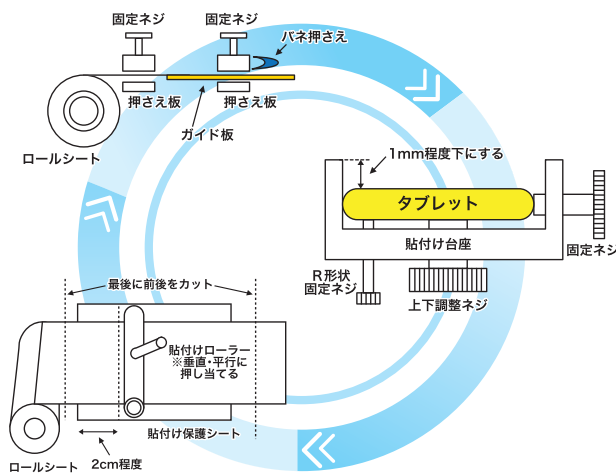 固定ネジ
固定ネジ
バネ押さえ
押さえ板
押さえ板
ガイド板
ロールシート
1mm程度下にする
タブレット
貼付け台座
固定ネジ
R形状
固定ネジ
上下調整ネジ
最後に前後をカット
貼付けローラー
※垂直・平行に
押し当てる
貼付け保護シート
2cm程度
ロールシート